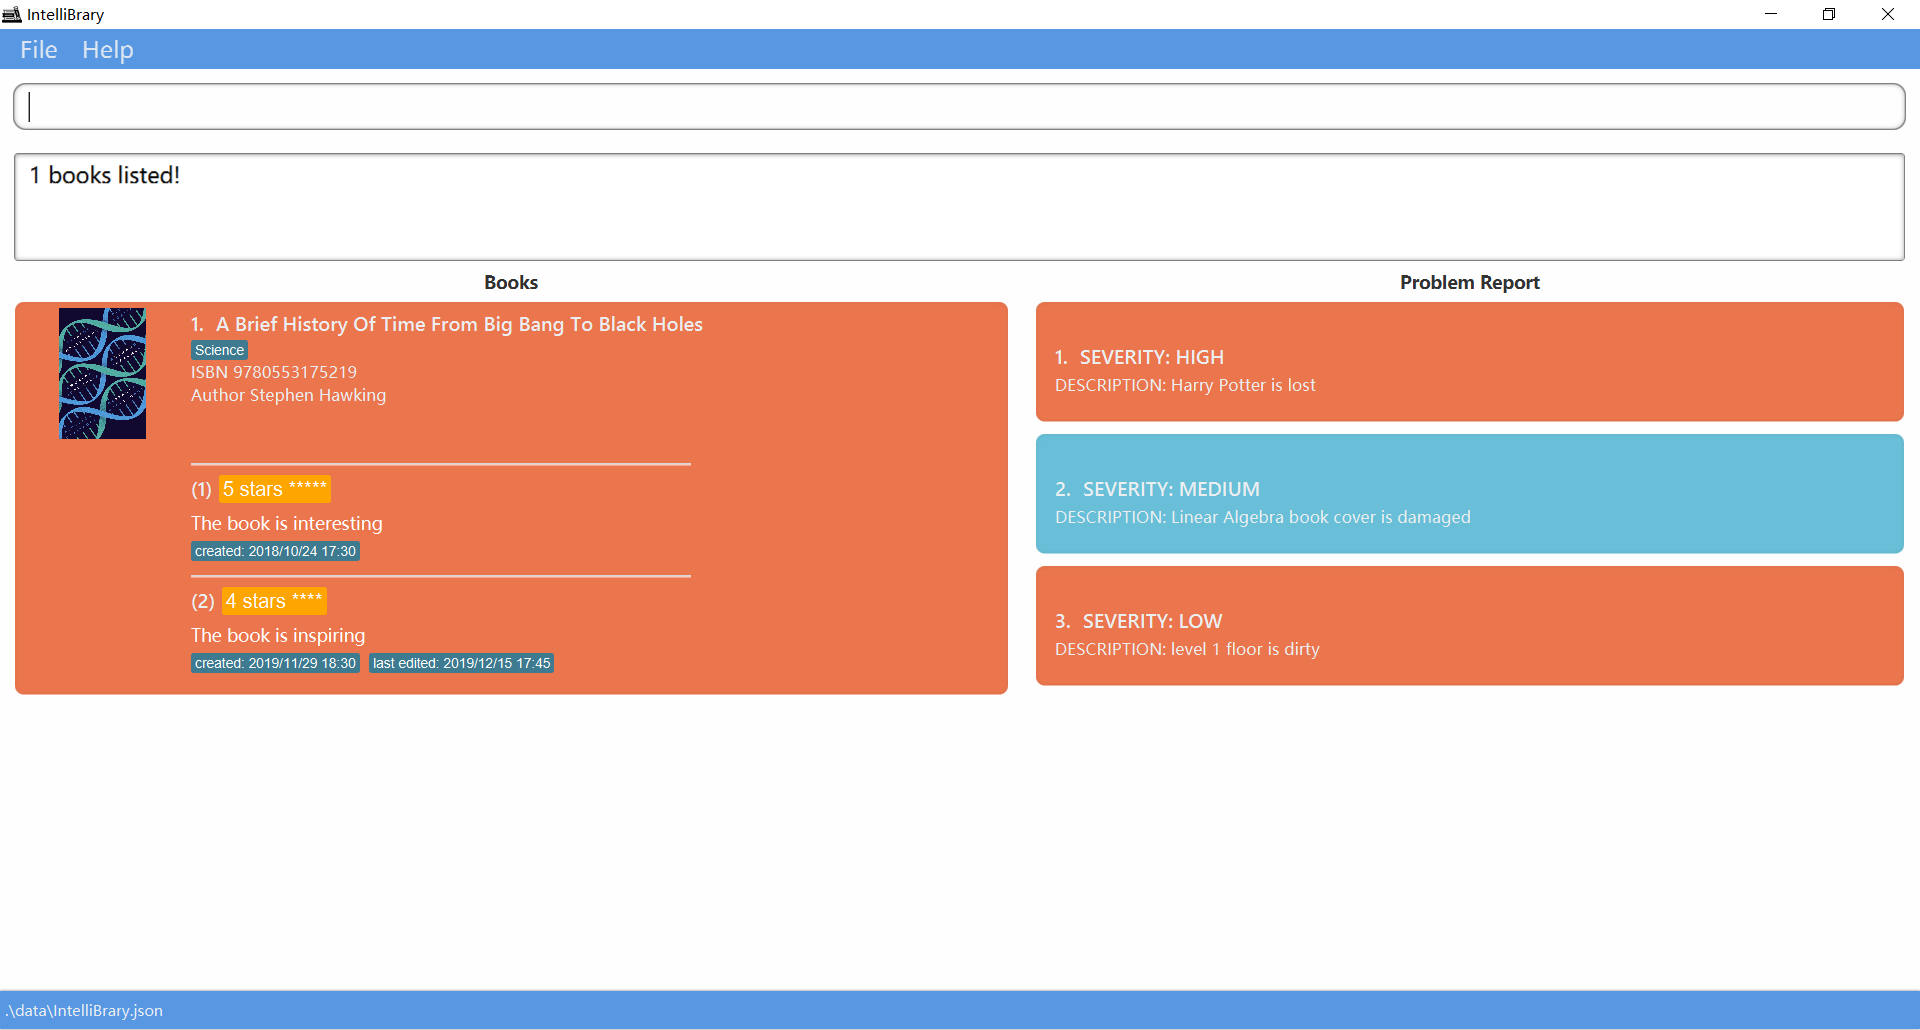 IntelliBrary
File Help
1 books listed!
Books
1. A Brief History Of Time From Big Bang To Black Holes
Science
ISBN 9780553175219
Author Stephen Hawking
(1) 5 stars *****
The book is interesting
created: 2018/10/24 17:30
(2) 4 stars ****
The book is inspiring
created: 2019/11/29 18:30 last edited: 2019/12/15 17:45
Problem Report
1. SEVERITY: HIGH
DESCRIPTION: Harry Potter is lost
2. SEVERITY: MEDIUM
DESCRIPTION: Linear Algebra book cover is damaged
3. SEVERITY: LOW
DESCRIPTION: level 1 floor is dirty
.\data\IntelliBrary.json